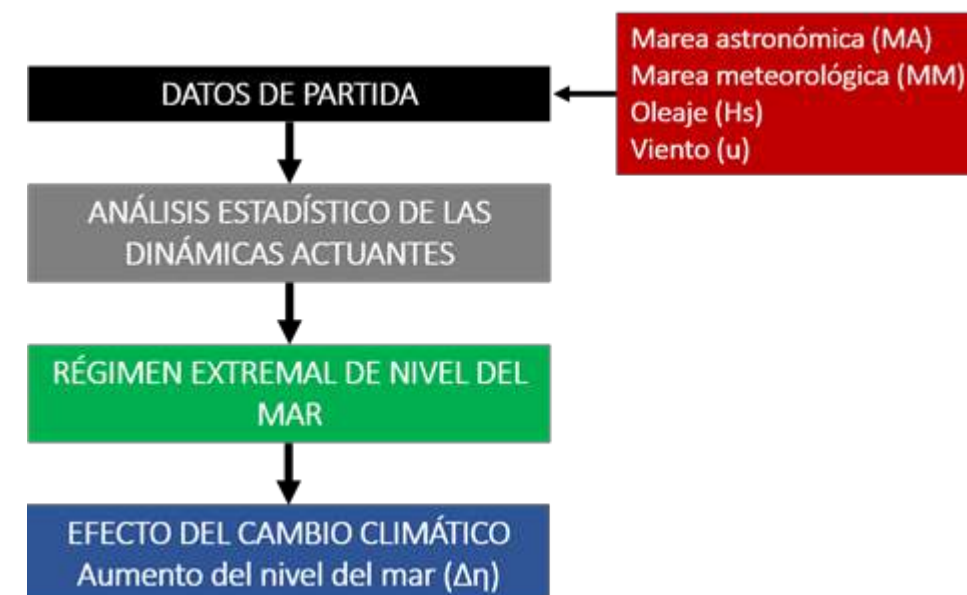 Marea astronómica (MA)
Marea meteorológica (MM)
Oleaje (Hs)
Viento (u)
DATOS DE PARTIDA
ANÁLISIS ESTADÍSTICO DE LAS
DINÁMICAS ACTUANTES
RÉGIMEN EXTREMAL DE NIVEL DEL
MAR
EFECTO DEL CAMBIO CLIMÁTICO
Aumento del nivel del mar (Δη)